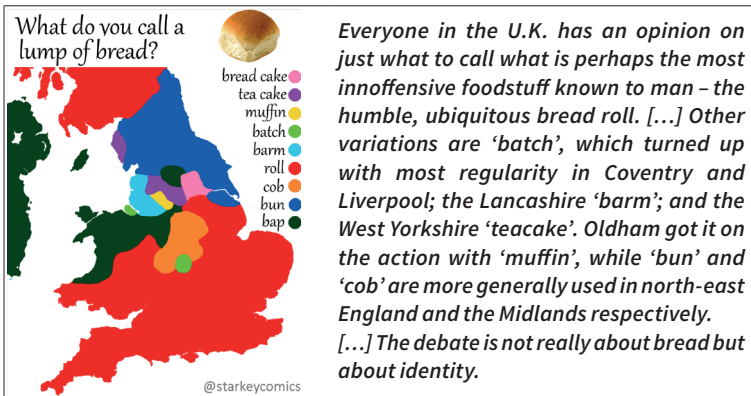 What do you call a
lump of bread?
bread cake
tea cake
muffin
batch
barm
roll
cob
bun
bap
@starkeycomics
Everyone in the U.K. has an opinion on
just what to call what is perhaps the most
innoffensive foodstuff known to man – the
humble, ubiquitous bread roll. […] Other
variations are ‘batch’, which turned up
with most regularity in Coventry and
Liverpool; the Lancashire ‘barm’; and the
West Yorkshire ‘teacake’. Oldham got it on
the action with ‘muffin’, while ‘bun’ and
‘cob’ are more generally used in north-east
England and the Midlands respectively.
[…] The debate is not really about bread but
about identity.